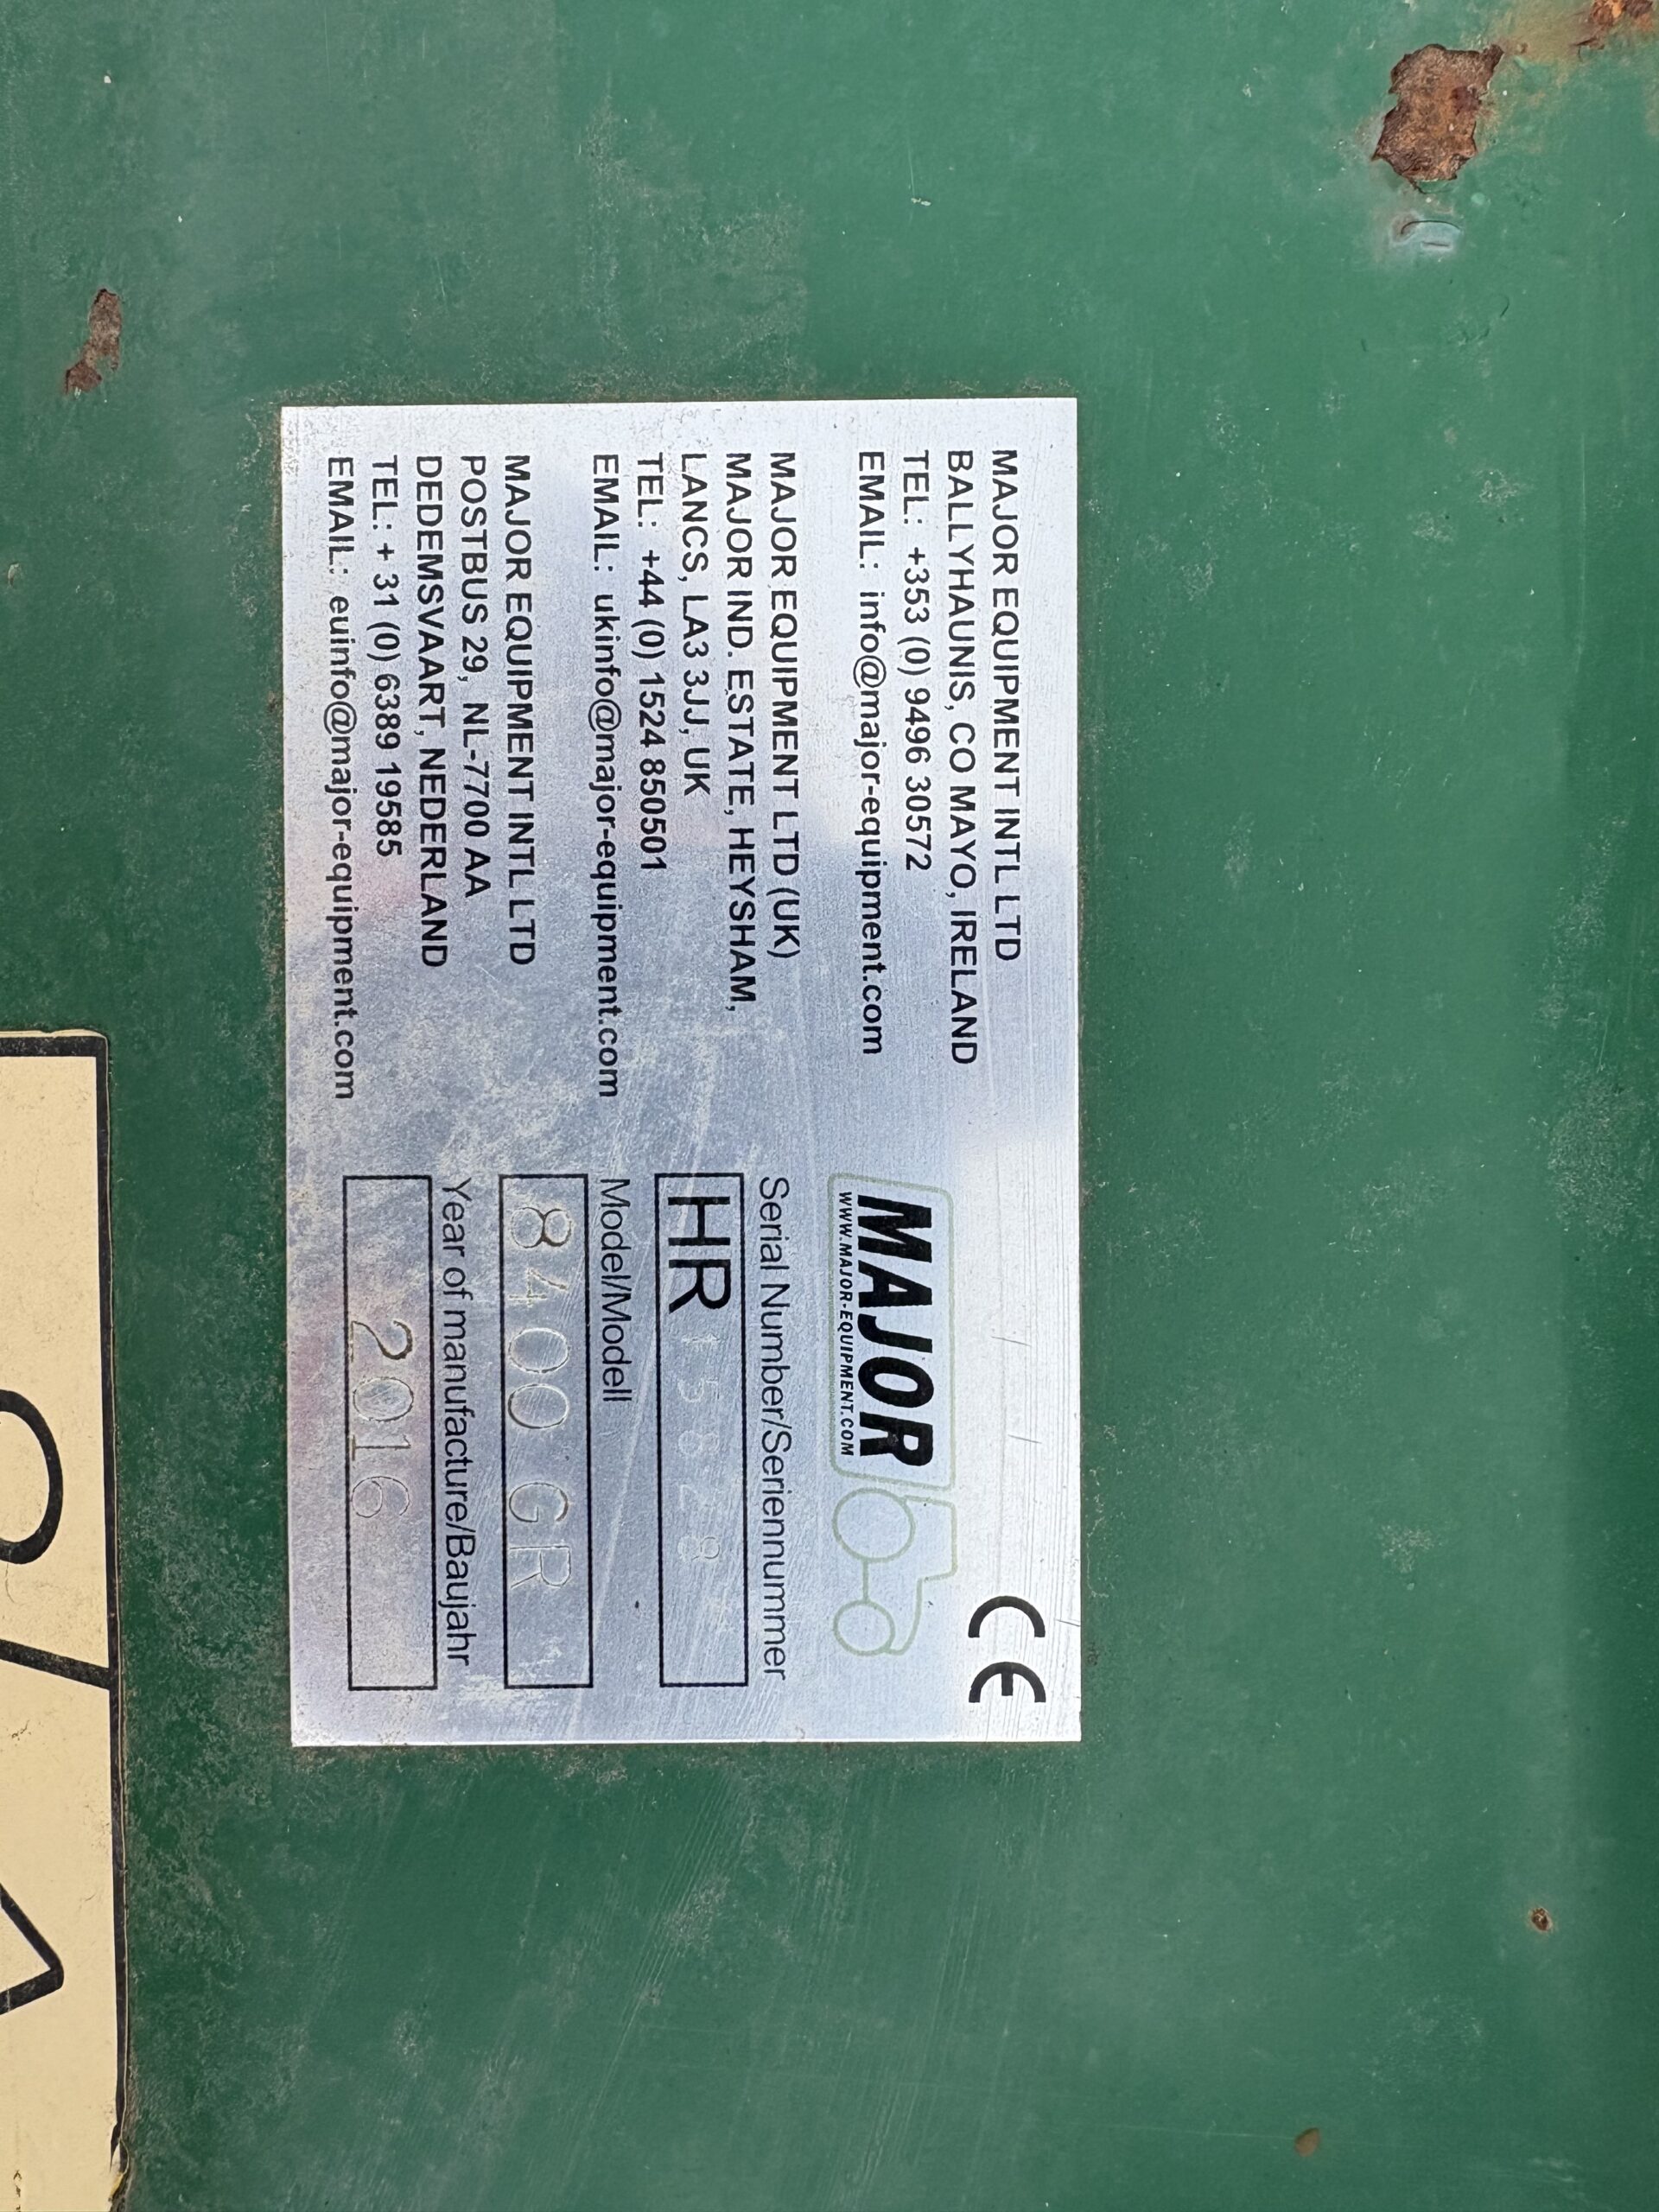 MAJOR EQUIPMENT INTL LTD
BALLYHAUNIS, CO MAYO, IRELAND
TEL: +353 (0) 9496 30572
EMAIL: info@major-equipment.com
MAJOR EQUIPMENT LTD (UK)
MAJOR IND. ESTATE, HEYSHAM,
LANCS, LA3 3JJ, UK
TEL: +44 (0) 1524 850501
EMAIL: ukinfo@major-equipment.com
MAJOR EQUIPMENT INTL LTD
POSTBUS 29, NL-7700 AA
DEDEMSVAART, NEDERLAND
TEL: + 31 (0) 6389 19585
EMAIL: euinfo@major-equipment.com
CE
MAJOR
WWW.MAJOR-EQUIPMENT.COM
Serial Number/Seriennummer
HR
Model/Modell
8400 GR
Year of manufacture/Baujahr
2016